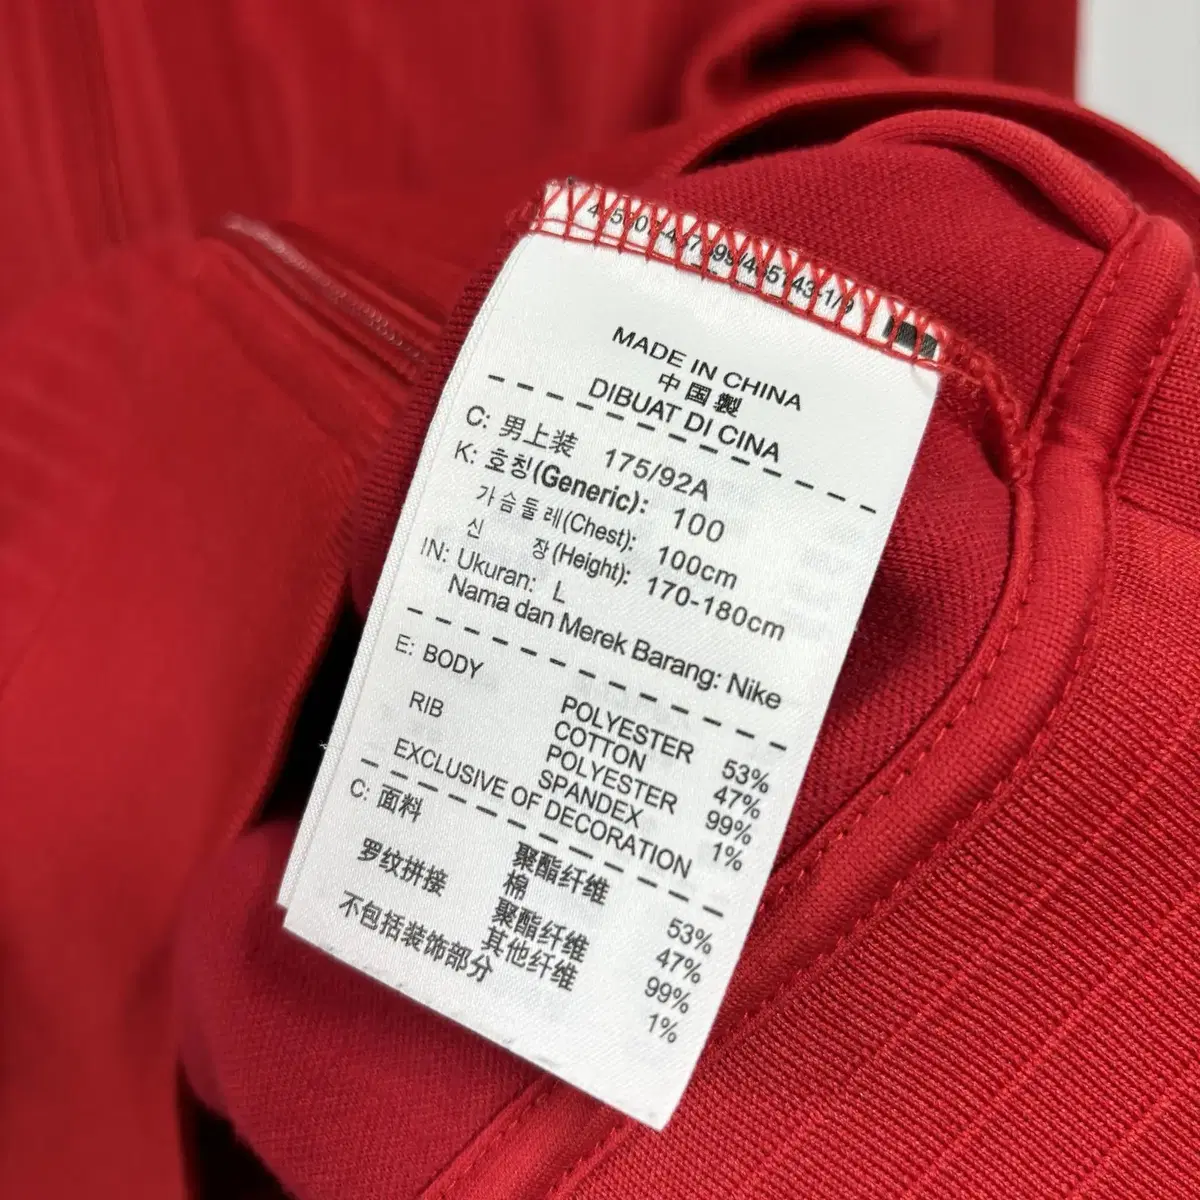 MADE IN CHINA
中国製
DIBUAT DI CINA
C: 男上装 175/92A
K: 호칭(Generic): 100
가슴둘레(Chest): 100cm
신 장(Height): 170-180cm
IN: Ukuran: L
Nama dan Merek Barang: Nike
E: BODY POLYESTER 53%
COTTON 47%
RIB POLYESTER 99%
SPANDEX 1%
EXCLUSIVE OF DECORATION
C: 面料 聚酯纤维 53%
棉 47%
罗纹拼接 聚酯纤维 99%
其他纤维 1%
不包括装饰部分